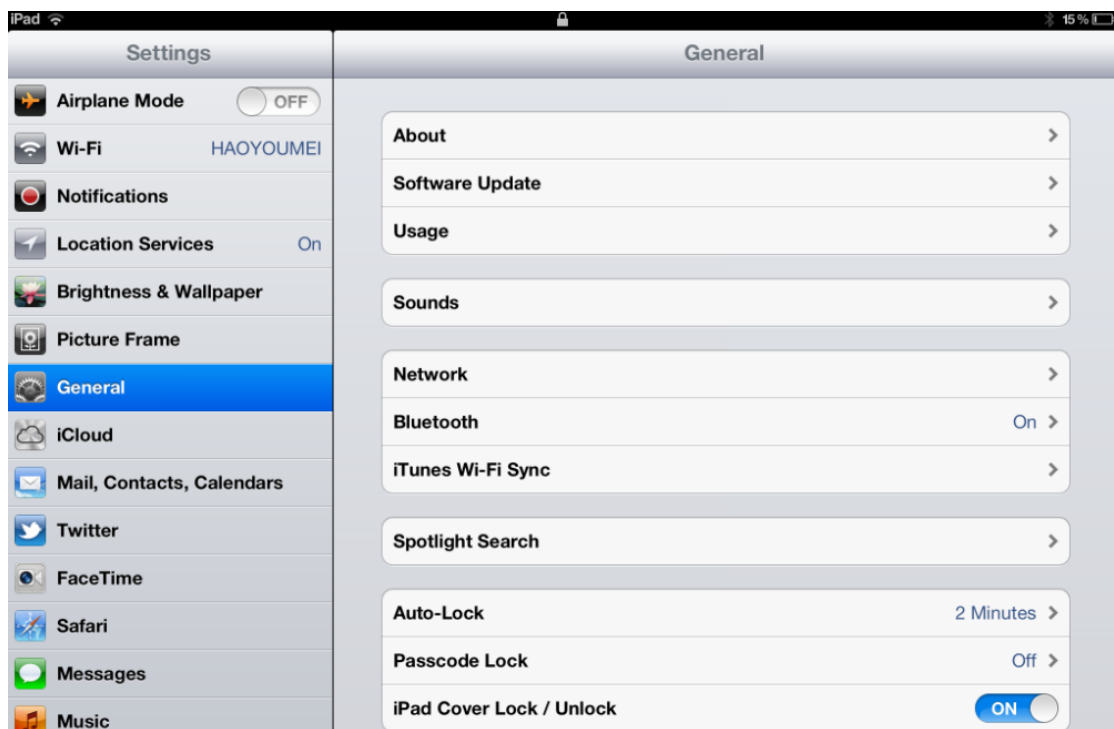 iPad 15%
Settings
General
Airplane Mode OFF
Wi-Fi HAOYOUMEI
Notifications
Location Services On
Brightness & Wallpaper
Picture Frame
General
iCloud
Mail, Contacts, Calendars
Twitter
FaceTime
Safari
Messages
Music
About
Software Update
Usage
Sounds
Network
Bluetooth On
iTunes Wi-Fi Sync
Spotlight Search
Auto-Lock 2 Minutes
Passcode Lock Off
iPad Cover Lock / Unlock ON